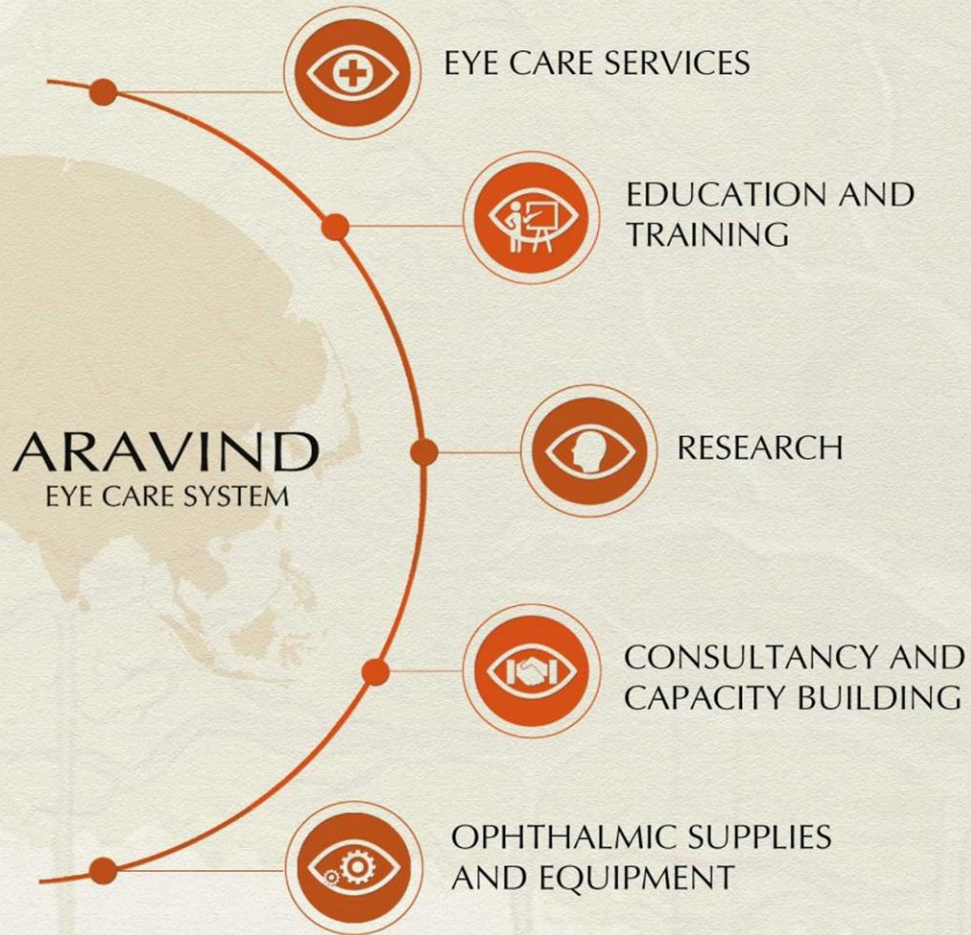 EYE CARE SERVICES
EDUCATION AND
TRAINING
ARAVIND
EYE CARE SYSTEM
RESEARCH
CONSULTANCY AND
CAPACITY BUILDING
OPHTHALMIC SUPPLIES
AND EQUIPMENT